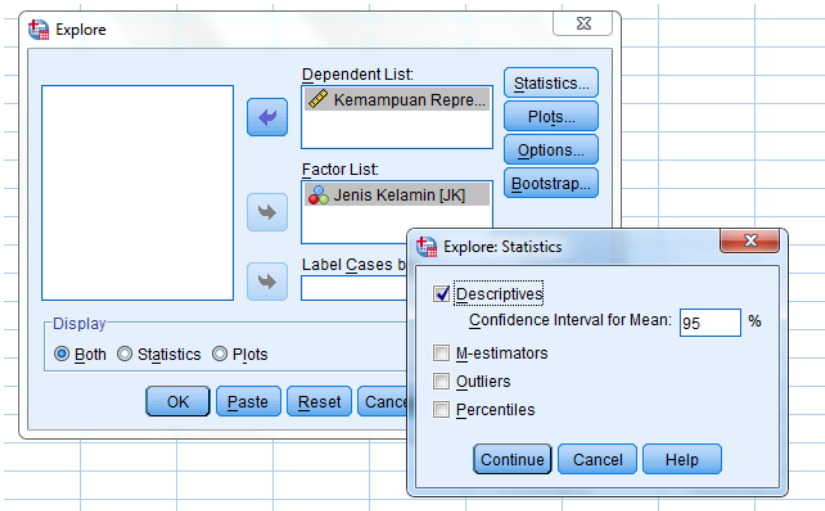 Explore
Dependent List:
Kemampuan Repre...
Statistics...
Plots...
Options...
Bootstrap...
Factor List:
Jenis Kelamin [JK]
Label Cases b
Display
Both Statistics Plots
OK Paste Reset Cance
Explore: Statistics
Descriptives
Confidence Interval for Mean: 95 %
M-estimators
Outliers
Percentiles
Continue Cancel Help